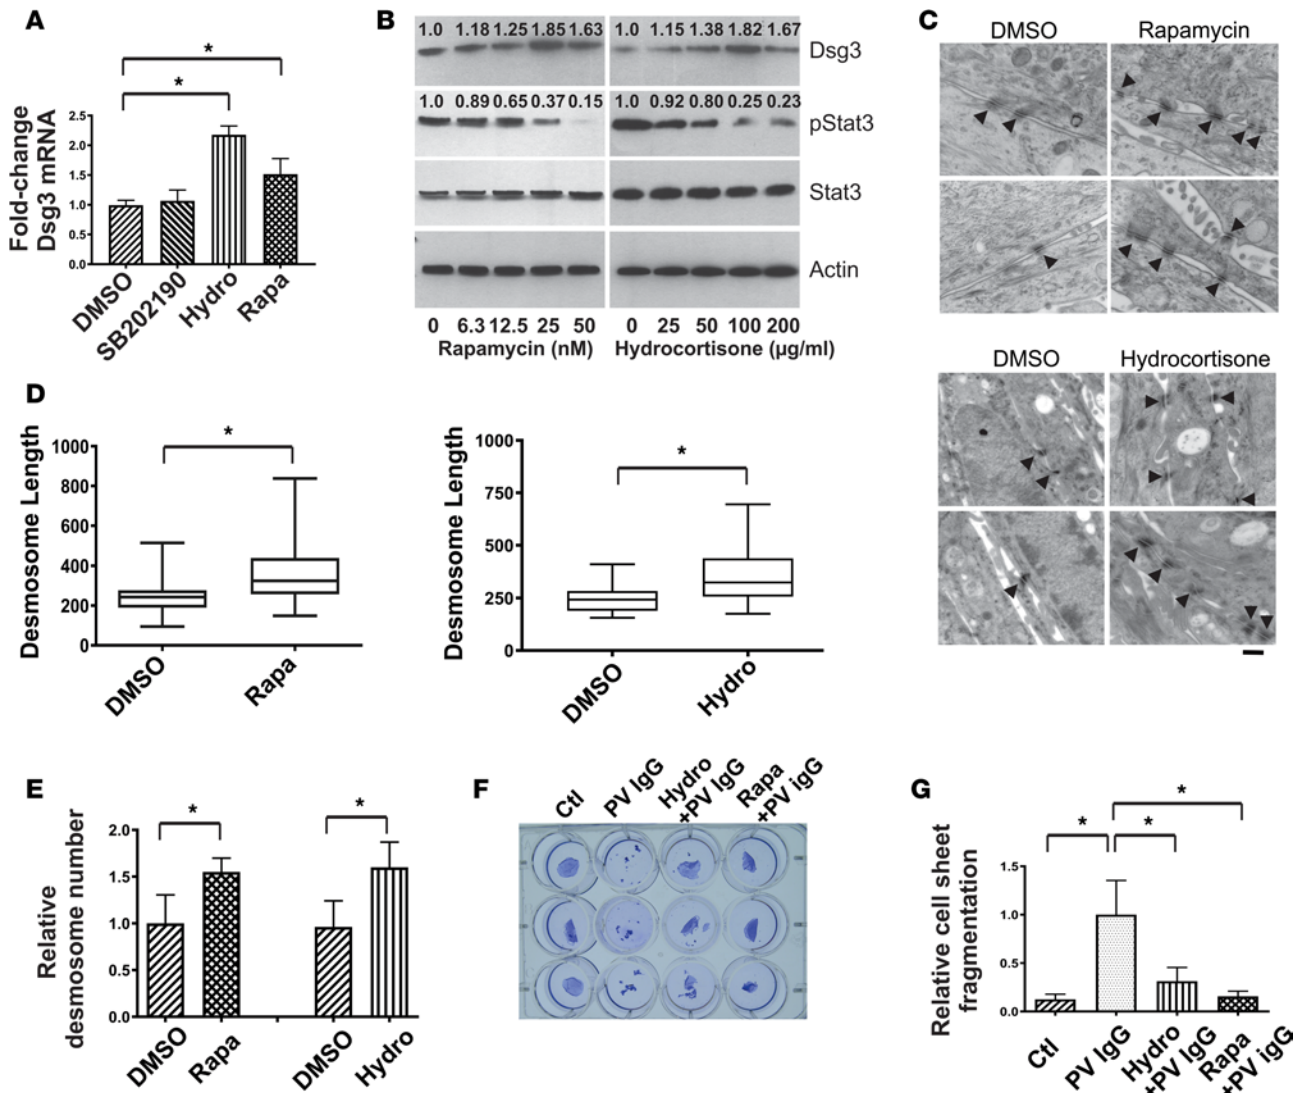 A
*
*
Fold-change
Dsg3 mRNA
2.5
2.0
1.5
1.0
0.5
0.0
DMSO
SB202190
Hydro
Rapa
B
1.0 1.18 1.25 1.85 1.63
1.0 1.15 1.38 1.82 1.67
Dsg3
1.0 0.89 0.65 0.37 0.15
1.0 0.92 0.80 0.25 0.23
pStat3
Stat3
Actin
0 6.3 12.5 25 50
0 25 50 100 200
Rapamycin (nM)
Hydrocortisone (µg/ml)
C
DMSO
Rapamycin
DMSO
Hydrocortisone
D
Desmosome Length
1000
800
600
400
200
0
*
DMSO
Rapa
Desmosome Length
1000
750
500
250
0
*
DMSO
Hydro
E
Relative
desmosome number
2.0
1.5
1.0
0.5
0.0
*
*
DMSO
Rapa
DMSO
Hydro
F
Ctl
PV IgG
Hydro
+PV IgG
Rapa
+PV igG
G
Relative cell sheet
fragmentation
1.5
1.0
0.5
0.0
*
*
*
Ctl
PV IgG
Hydro
+PV IgG
Rapa
+PV igG